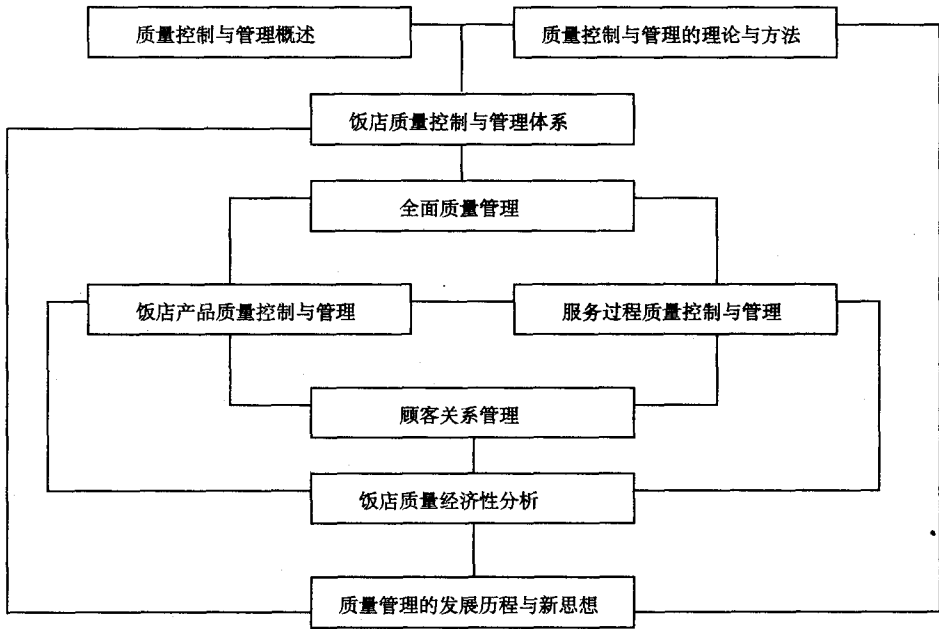 质量控制与管理概述
质量控制与管理的理论与方法
饭店质量控制与管理体系
全面质量管理
饭店产品质量控制与管理
服务过程质量控制与管理
顾客关系管理
饭店质量经济性分析
质量管理的发展历程与新思想